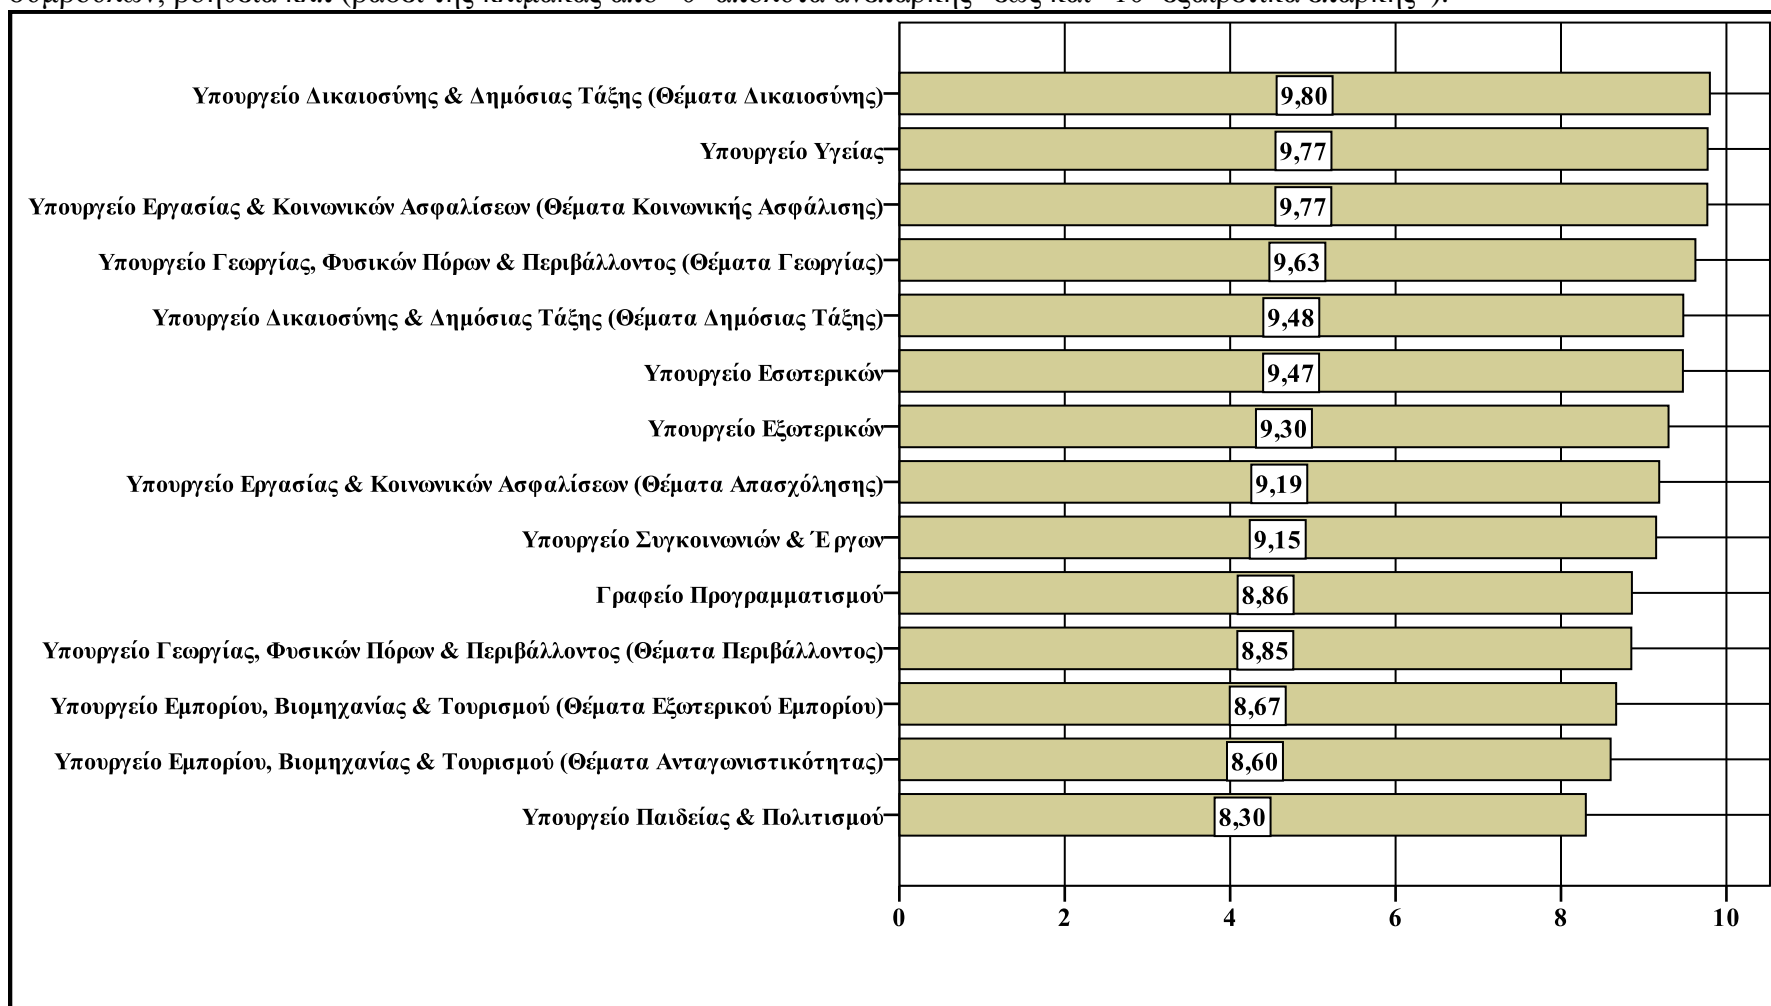 Υπουργείο Δικαιοσύνης & Δημόσιας Τάξης (Θέματα Δικαιοσύνης) 9,80
Υπουργείο Υγείας 9,77
Υπουργείο Εργασίας & Κοινωνικών Ασφαλίσεων (Θέματα Κοινωνικής Ασφάλισης) 9,77
Υπουργείο Γεωργίας, Φυσικών Πόρων & Περιβάλλοντος (Θέματα Γεωργίας) 9,63
Υπουργείο Δικαιοσύνης & Δημόσιας Τάξης (Θέματα Δημόσιας Τάξης) 9,48
Υπουργείο Εσωτερικών 9,47
Υπουργείο Εξωτερικών 9,30
Υπουργείο Εργασίας & Κοινωνικών Ασφαλίσεων (Θέματα Απασχόλησης) 9,19
Υπουργείο Συγκοινωνιών & Έργων 9,15
Γραφείο Προγραμματισμού 8,86
Υπουργείο Γεωργίας, Φυσικών Πόρων & Περιβάλλοντος (Θέματα Περιβάλλοντος) 8,85
Υπουργείο Εμπορίου, Βιομηχανίας & Τουρισμού (Θέματα Εξωτερικού Εμπορίου) 8,67
Υπουργείο Εμπορίου, Βιομηχανίας & Τουρισμού (Θέματα Ανταγωνιστικότητας) 8,60
Υπουργείο Παιδείας & Πολιτισμού 8,30
0 2 4 6 8 10